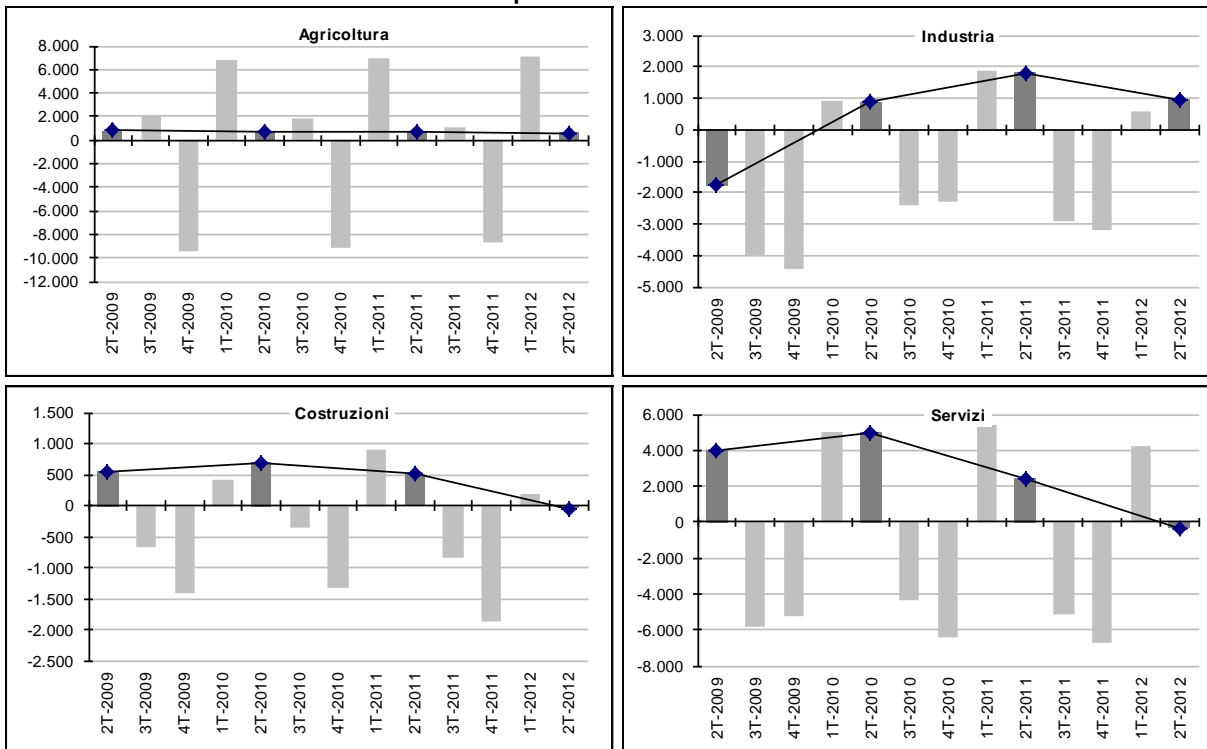 Agricoltura
8.000
6.000
4.000
2.000
0
-2.000
-4.000
-6.000
-8.000
-10.000
-12.000
2T-2009
3T-2009
4T-2009
1T-2010
2T-2010
3T-2010
4T-2010
1T-2011
2T-2011
3T-2011
4T-2011
1T-2012
2T-2012
Industria
3.000
2.000
1.000
0
-1.000
-2.000
-3.000
-4.000
-5.000
2T-2009
3T-2009
4T-2009
1T-2010
2T-2010
3T-2010
4T-2010
1T-2011
2T-2011
3T-2011
4T-2011
1T-2012
2T-2012
Costruzioni
1.500
1.000
500
0
-500
-1.000
-1.500
-2.000
-2.500
2T-2009
3T-2009
4T-2009
1T-2010
2T-2010
3T-2010
4T-2010
1T-2011
2T-2011
3T-2011
4T-2011
1T-2012
2T-2012
Servizi
6.000
4.000
2.000
0
-2.000
-4.000
-6.000
-8.000
2T-2009
3T-2009
4T-2009
1T-2010
2T-2010
3T-2010
4T-2010
1T-2011
2T-2011
3T-2011
4T-2011
1T-2012
2T-2012